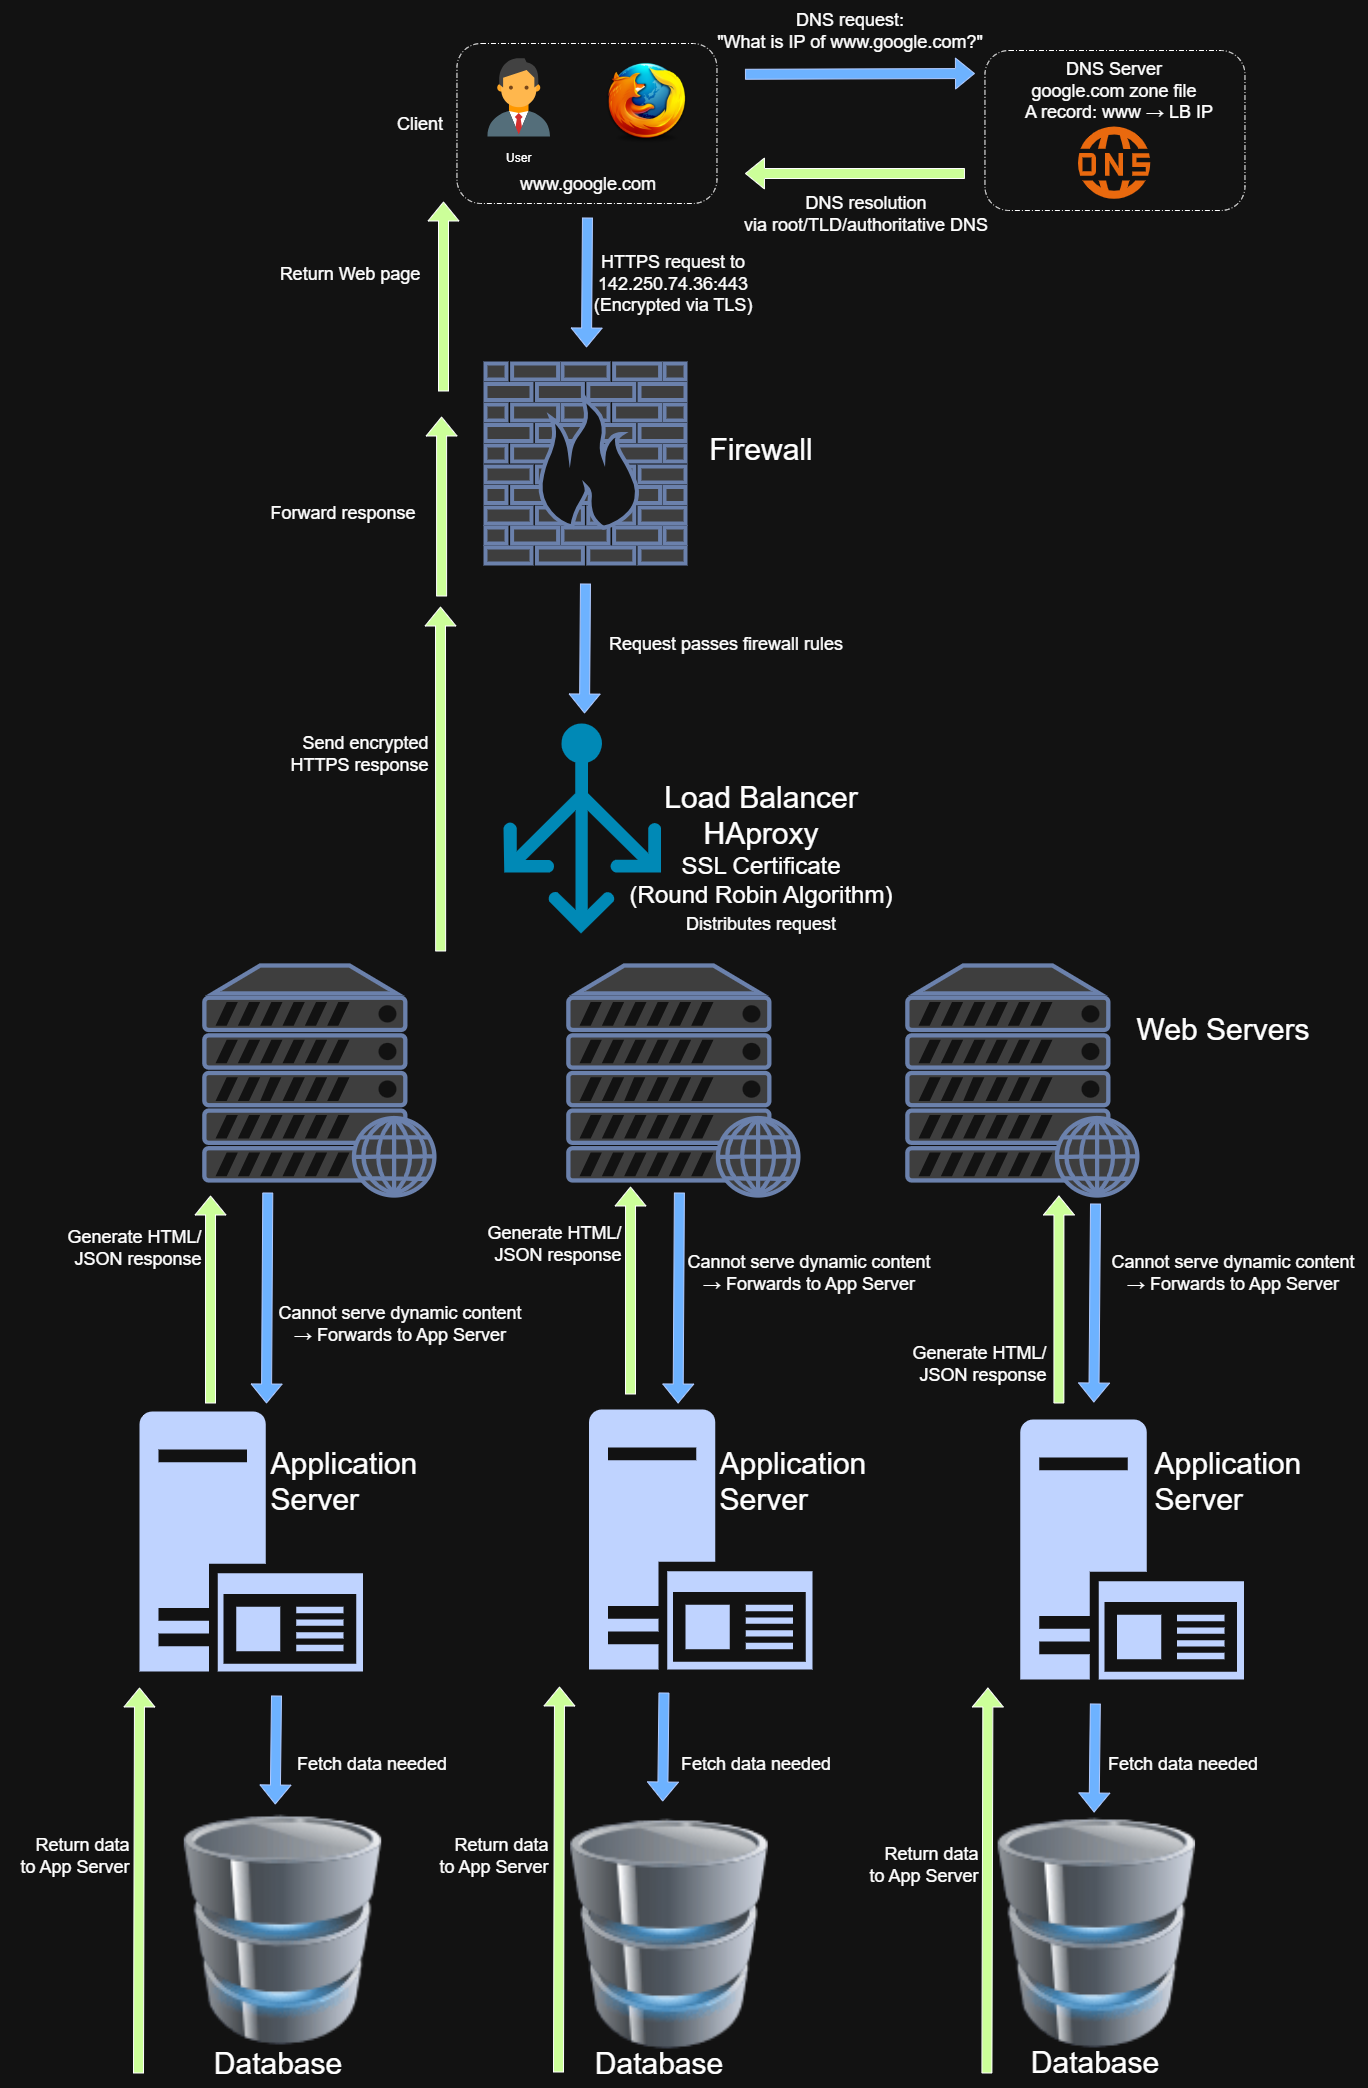 DNS request:
"What is IP of www.google.com?"
DNS Server
google.com zone file
A record: www → LB IP
DNS
Client
User
www.google.com
DNS resolution
via root/TLD/authoritative DNS
Return Web page
HTTPS request to
142.250.74.36:443
(Encrypted via TLS)
Firewall
Forward response
Request passes firewall rules
Send encrypted
HTTPS response
Load Balancer
HAproxy
SSL Certificate
(Round Robin Algorithm)
Distributes request
Web Servers
Generate HTML/
JSON response
Cannot serve dynamic content
→ Forwards to App Server
Generate HTML/
JSON response
Cannot serve dynamic content
→ Forwards to App Server
Generate HTML/
JSON response
Cannot serve dynamic content
→ Forwards to App Server
Application
Server
Application
Server
Application
Server
Fetch data needed
Fetch data needed
Fetch data needed
Return data
to App Server
Return data
to App Server
Return data
to App Server
Database
Database
Database